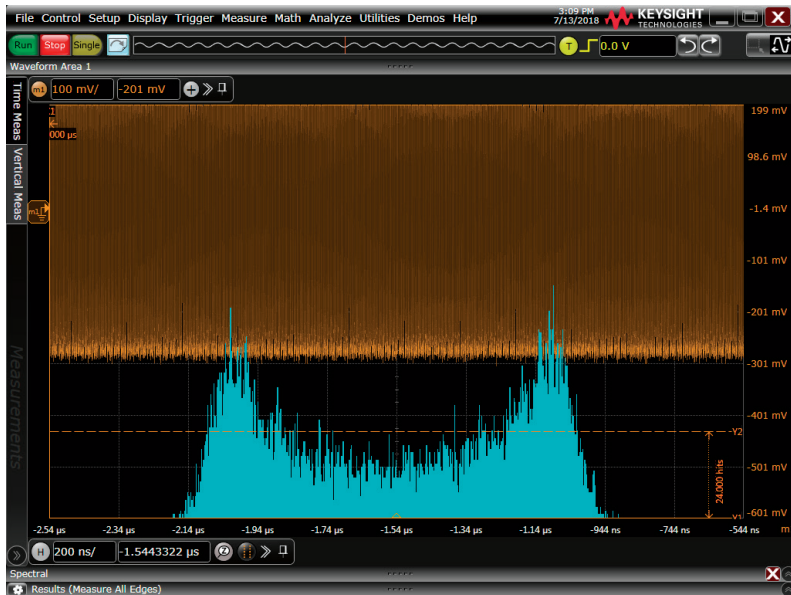 File Control Setup Display Trigger Measure Math Analyze Utilities Demos Help
3:09 PM
7/13/2018
KEYSIGHT
TECHNOLOGIES
Run Stop Single
T 0.0 V
Waveform Area 1
Time Meas
Vertical Meas
Measurements
m1 100 mV/ -201 mV
000 µs
m1
199 mV
98.6 mV
-1.4 mV
-101 mV
-201 mV
-301 mV
-401 mV
Y2
-501 mV
24.000 hits
-601 mV
Y1
-2.54 µs -2.34 µs -2.14 µs -1.94 µs -1.74 µs -1.54 µs -1.34 µs -1.14 µs -944 ns -744 ns -544 ns m
H 200 ns/ -1.5443322 µs
Spectral
Results (Measure All Edges)